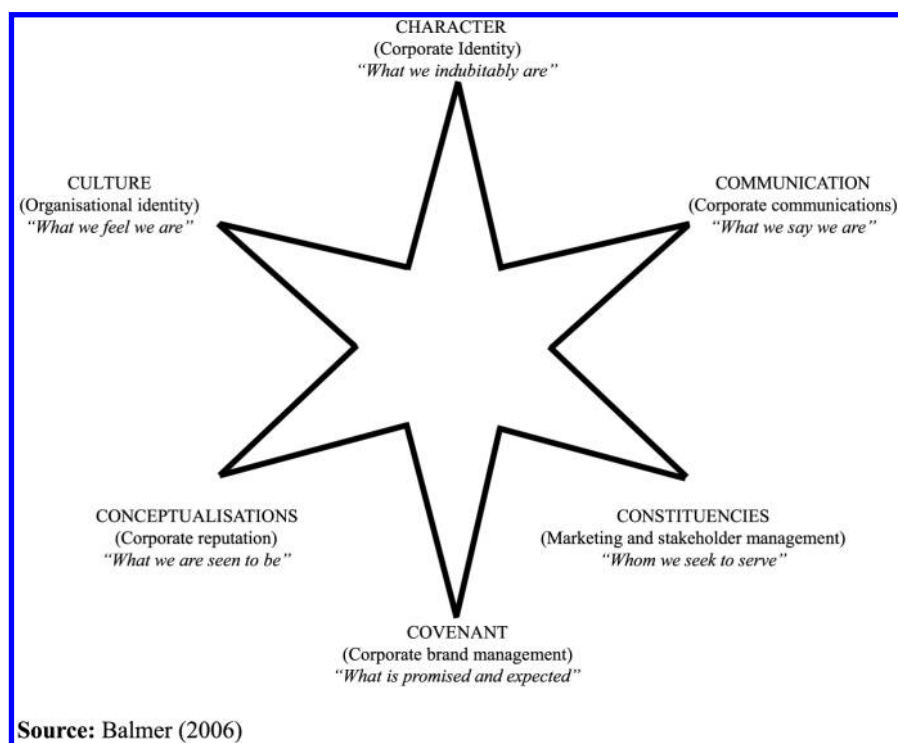 CHARACTER
(Corporate Identity)
“What we indubitably are”
CULTURE
(Organisational identity)
“What we feel we are”
COMMUNICATION
(Corporate communications)
“What we say we are”
CONCEPTUALISATIONS
(Corporate reputation)
“What we are seen to be”
CONSTITUENCIES
(Marketing and stakeholder management)
“Whom we seek to serve”
COVENANT
(Corporate brand management)
“What is promised and expected”
Source: Balmer (2006)